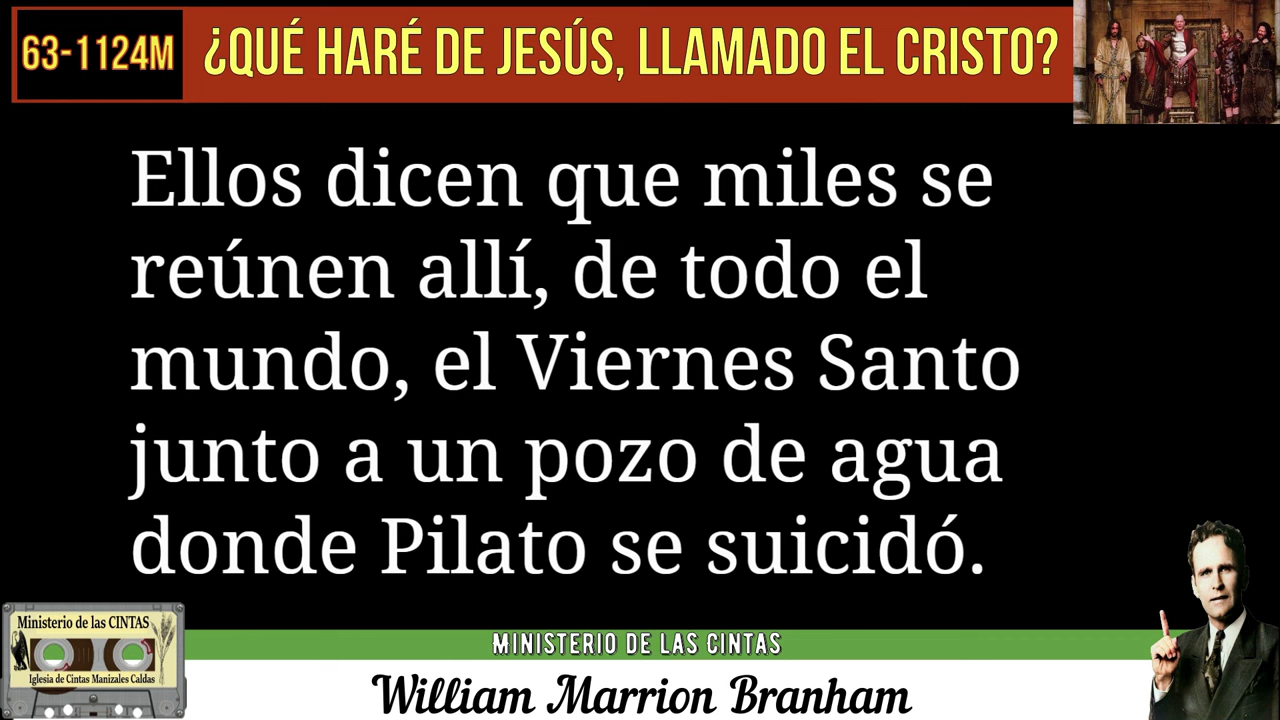 63-1124M
¿QUÉ HARÉ DE JESÚS, LLAMADO EL CRISTO?
Ellos dicen que miles se
reúnen allí, de todo el
mundo, el Viernes Santo
junto a un pozo de agua
donde Pilato se suicidó.
Ministerio de las CINTAS
Iglesia de Cintas Manizales Caldas
MINISTERIO DE LAS CINTAS
William Marrion Branham